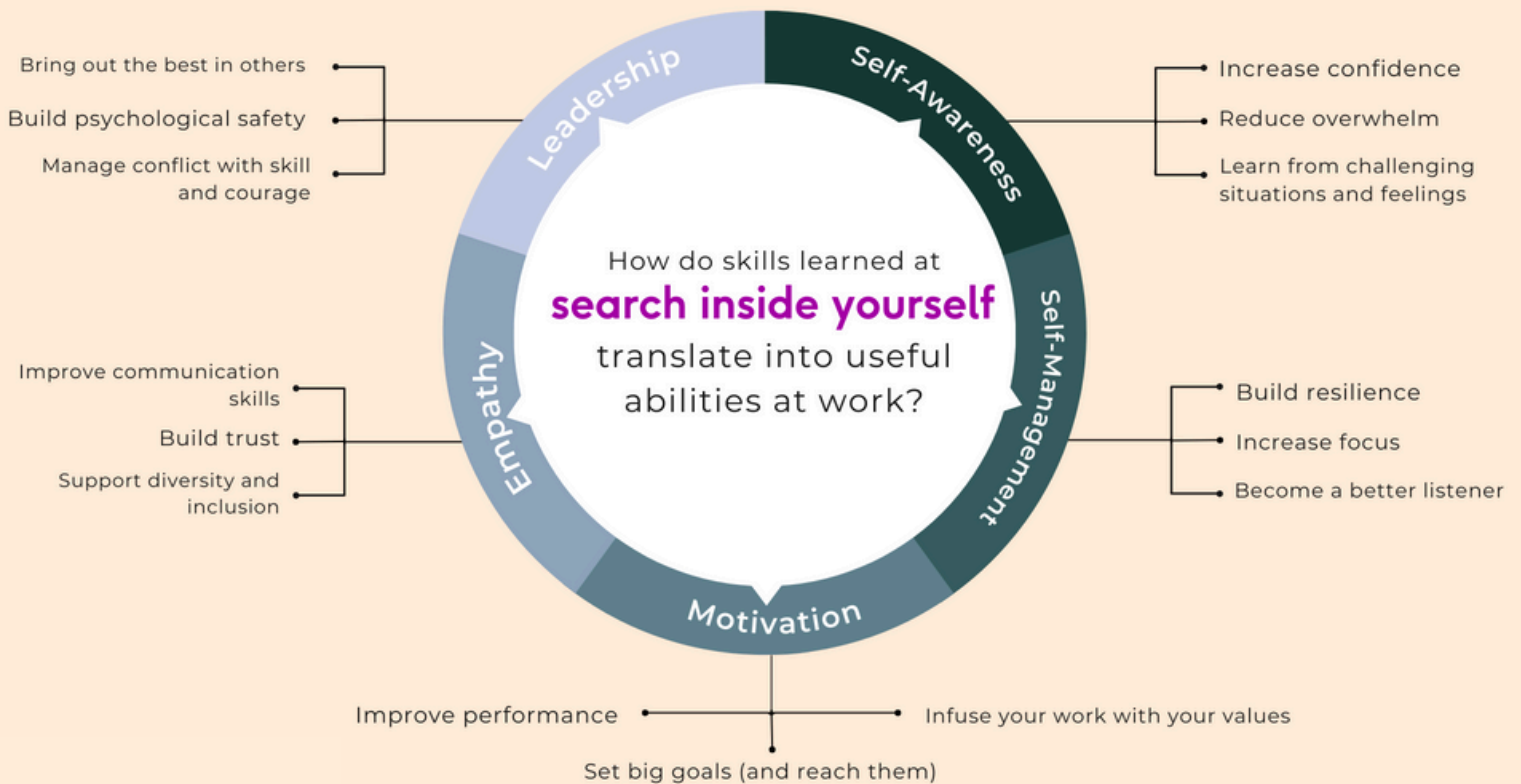 Leadership
Bring out the best in others
Build psychological safety
Manage conflict with skill
and courage
Self-Awareness
Increase confidence
Reduce overwhelm
Learn from challenging
situations and feelings
How do skills learned at
search inside yourself
translate into useful
abilities at work?
Empathy
Improve communication
skills
Build trust
Support diversity and
inclusion
Self-Management
Build resilience
Increase focus
Become a better listener
Motivation
Improve performance
Infuse your work with your values
Set big goals (and reach them)